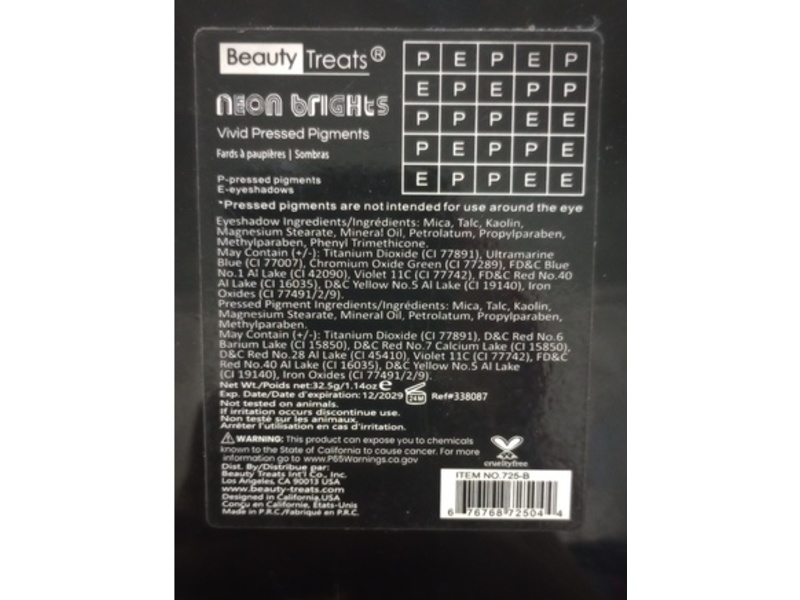 Beauty Treats®
P E P E P
E P E P P
P P P E E
P E P P E
E P P E E
NEON brIGHtS
Vivid Pressed Pigments
Fards à paupières | Sombras
P-pressed pigments
E-eyeshadows
*Pressed pigments are not intended for use around the eye
Eyeshadow Ingredients/Ingrédients: Mica, Talc, Kaolin,
Magnesium Stearate, Mineral Oil, Petrolatum, Propylparaben,
Methylparaben, Phenyl Trimethicone.
May Contain (+/-): Titanium Dioxide (CI 77891), Ultramarine
Blue (CI 77007), Chromium Oxide Green (CI 77289), FD&C Blue
No.1 Al Lake (CI 42090), Violet 11C (CI 77742), FD&C Red No.40
Al Lake (CI 16035), D&C Yellow No.5 Al Lake (CI 19140), Iron
Oxides (CI 77491/2/9).
Pressed Pigment Ingredients/Ingrédients: Mica, Talc, Kaolin,
Magnesium Stearate, Mineral Oil, Petrolatum, Propylparaben,
Methylparaben.
May Contain (+/-): Titanium Dioxide (CI 77891), D&C Red No.6
Barium Lake (CI 15850), D&C Red No.7 Calcium Lake (CI 15850),
D&C Red No.28 Al Lake (CI 45410), Violet 11C (CI 77742), FD&C
Red No.40 Al Lake (CI 16035), D&C Yellow No.5 Al Lake
(CI 19140), Iron Oxides (CI 77491/2/9).
Net Wt./Poids net:32.5g/1.14oz e
Exp. Date/Date d'expiration: 12/2029 24M Ref#338087
Not tested on animals.
If irritation occurs discontinue use.
Non testé sur les animaux.
Arrêter l'utilisation en cas d'irritation.
⚠WARNING: This product can expose you to chemicals
known to the State of California to cause cancer. For more
information go to www.P65Warnings.ca.gov
crueltyfree
Dist. By/Distribue par:
Beauty Treats Int'l Co., Inc.
Los Angeles, CA 90013 USA
www.beauty-treats.com
Designed in California,USA
Conçu en Californie, États-Unis
Made in P.R.C./Fabriqué en P.R.C.
ITEM NO.725-B
6 76768 72504 4